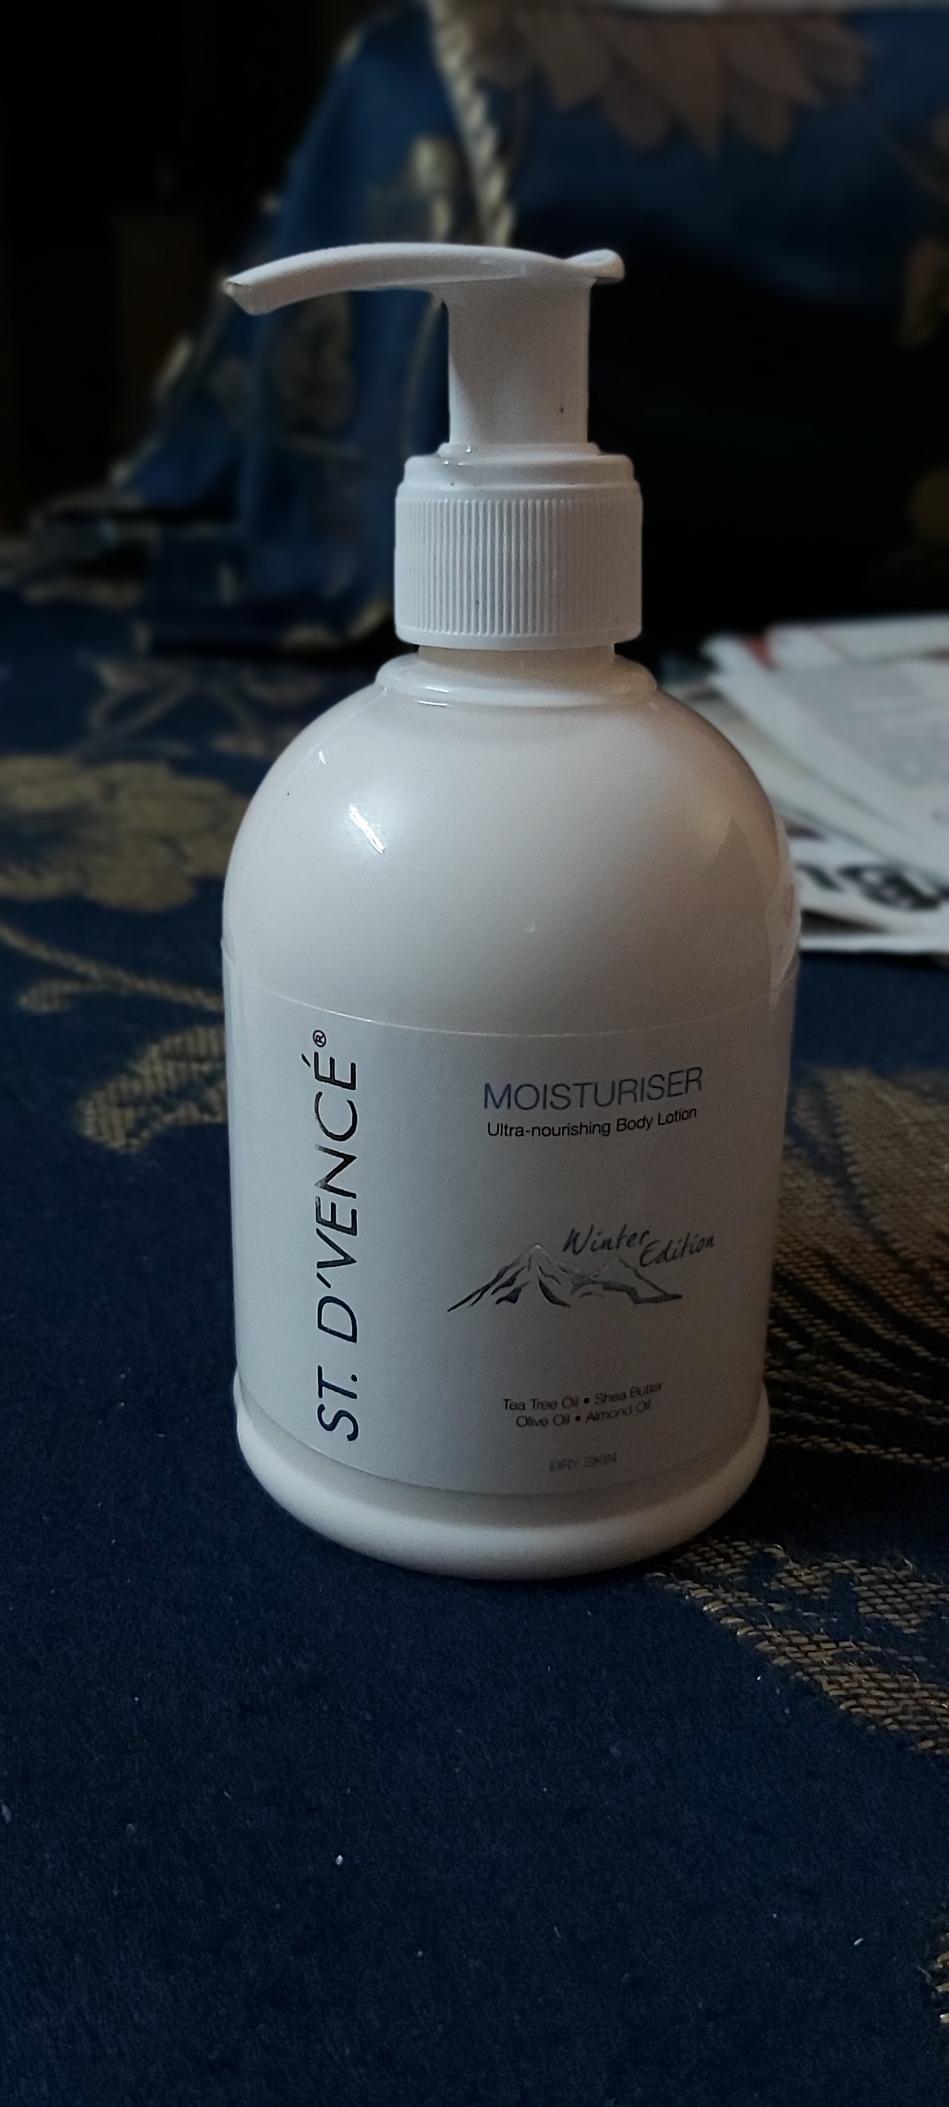 ST. D'VENCÉ®
MOISTURISER
Ultra-nourishing Body Lotion
Winter
Edition
Tea Tree Oil • Shea Butter
Olive Oil • Almond Oil
DRY SKIN